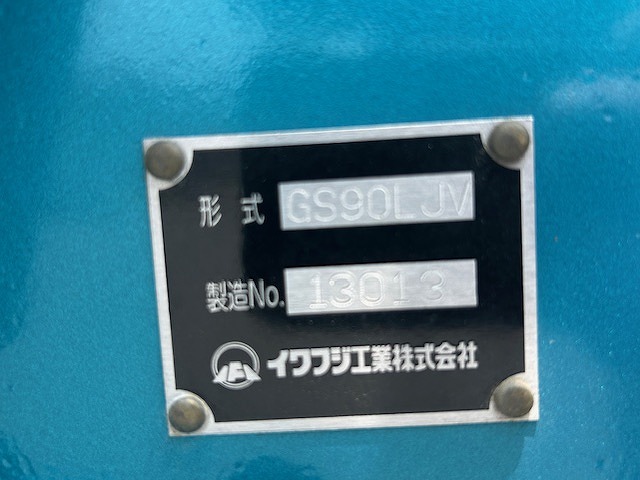 形式 GS90LJV
製造No. 13013
イワフジ工業株式会社